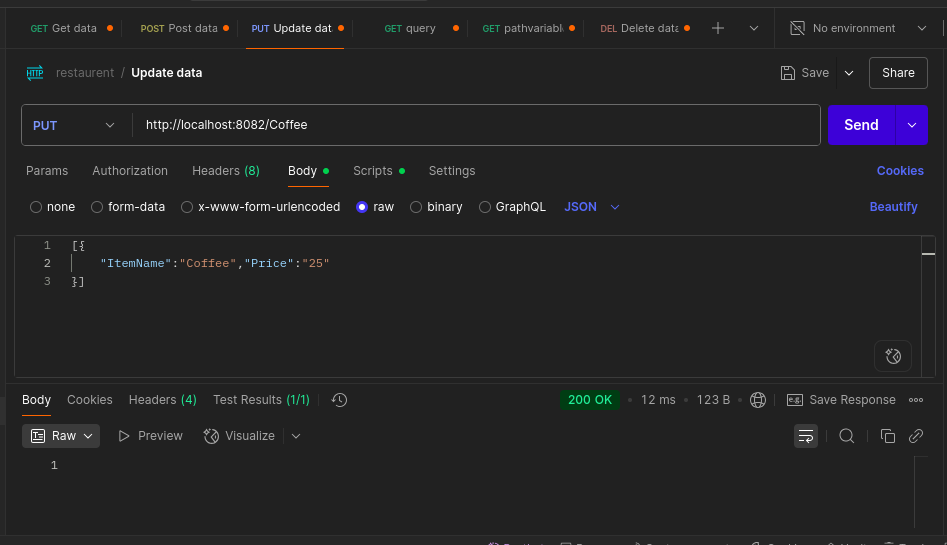 GET Get data POST Post data PUT Update dat GET query GET pathvariabl DEL Delete data No environment
HTTP restaurent / Update data Save Share
PUT http://localhost:8082/Coffee Send
Params Authorization Headers (8) Body Scripts Settings Cookies
none form-data x-www-form-urlencoded raw binary GraphQL JSON Beautify
1 [{
2 "ItemName":"Coffee","Price":"25"
3 }]
Body Cookies Headers (4) Test Results (1/1) 200 OK • 12 ms • 123 B • e.g. Save Response
Raw Preview Visualize
1